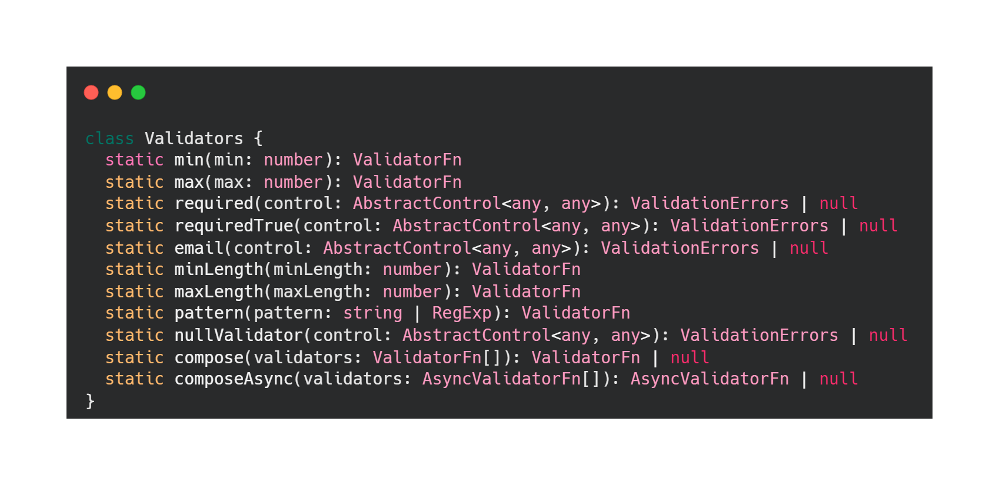 class Validators {
  static min(min: number): ValidatorFn
  static max(max: number): ValidatorFn
  static required(control: AbstractControl<any, any>): ValidationErrors | null
  static requiredTrue(control: AbstractControl<any, any>): ValidationErrors | null
  static email(control: AbstractControl<any, any>): ValidationErrors | null
  static minLength(minLength: number): ValidatorFn
  static maxLength(maxLength: number): ValidatorFn
  static pattern(pattern: string | RegExp): ValidatorFn
  static nullValidator(control: AbstractControl<any, any>): ValidationErrors | null
  static compose(validators: ValidatorFn[]): ValidatorFn | null
  static composeAsync(validators: AsyncValidatorFn[]): AsyncValidatorFn | null
}